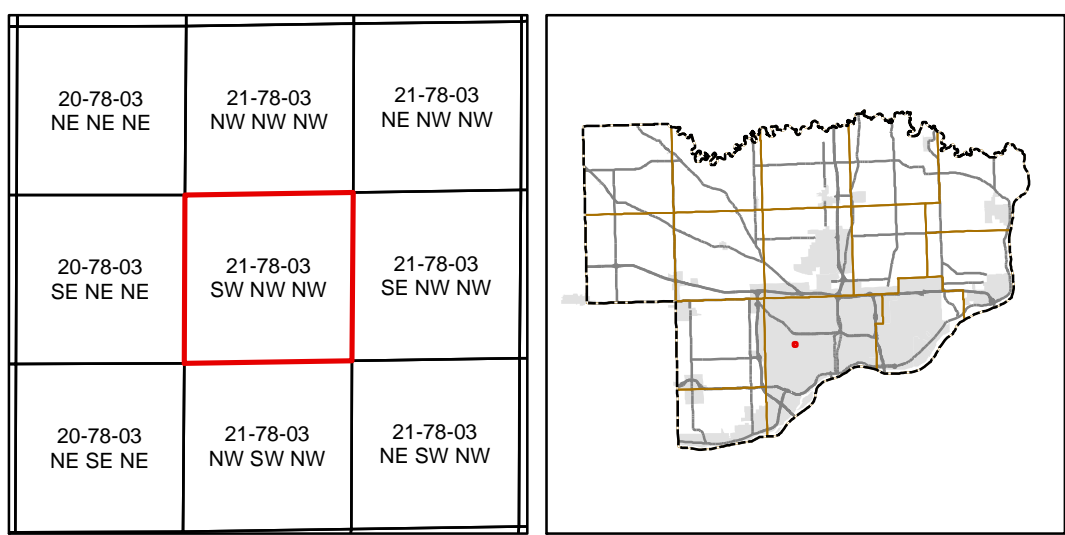 20-78-03
NE NE NE
21-78-03
NW NW NW
21-78-03
NE NW NW
20-78-03
SE NE NE
21-78-03
SW NW NW
21-78-03
SE NW NW
20-78-03
NE SE NE
21-78-03
NW SW NW
21-78-03
NE SW NW